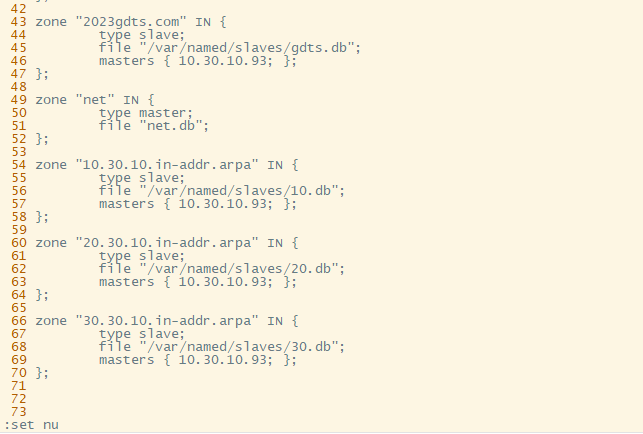 42
43 zone "2023gdts.com" IN {
44         type slave;
45         file "/var/named/slaves/gdts.db";
46         masters { 10.30.10.93; };
47 };
48
49 zone "net" IN {
50         type master;
51         file "net.db";
52 };
53
54 zone "10.30.10.in-addr.arpa" IN {
55         type slave;
56         file "/var/named/slaves/10.db";
57         masters { 10.30.10.93; };
58 };
59
60 zone "20.30.10.in-addr.arpa" IN {
61         type slave;
62         file "/var/named/slaves/20.db";
63         masters { 10.30.10.93; };
64 };
65
66 zone "30.30.10.in-addr.arpa" IN {
67         type slave;
68         file "/var/named/slaves/30.db";
69         masters { 10.30.10.93; };
70 };
71
72
73
:set nu